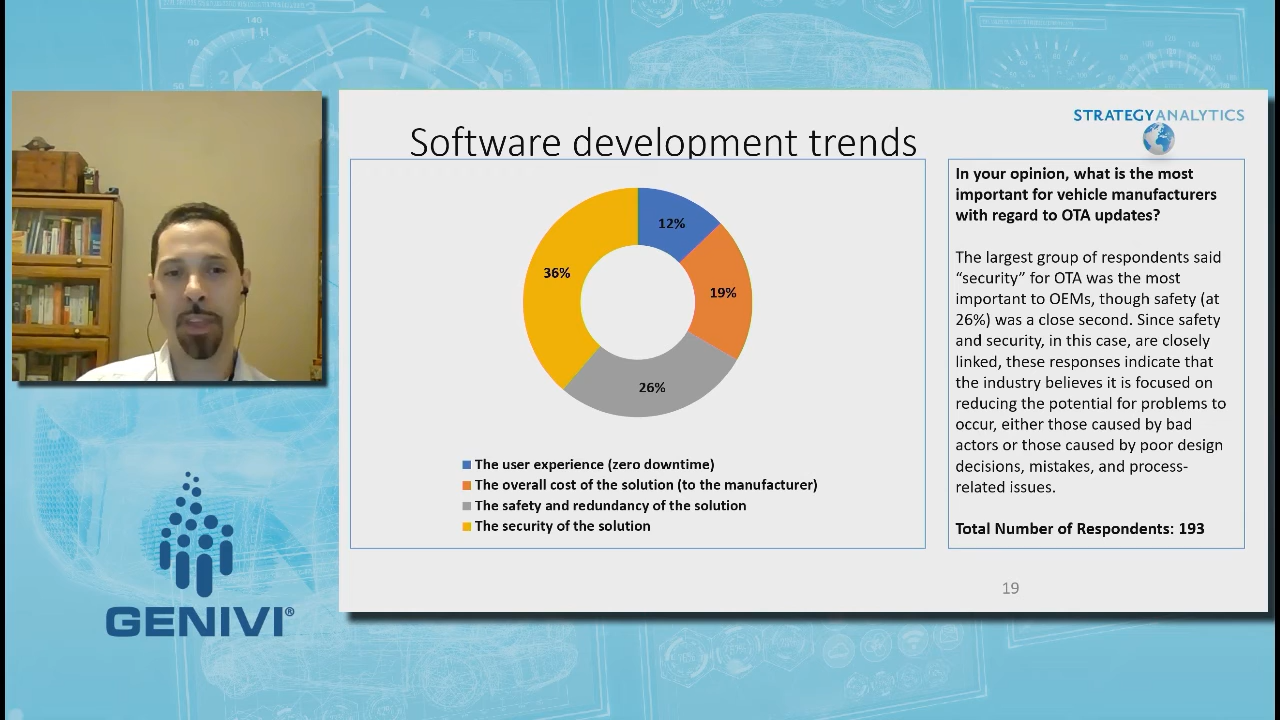 STRATEGYANALYTICS
Software development trends
12%
19%
26%
36%
The user experience (zero downtime)
The overall cost of the solution (to the manufacturer)
The safety and redundancy of the solution
The security of the solution
In your opinion, what is the most
important for vehicle manufacturers
with regard to OTA updates?
The largest group of respondents said
“security” for OTA was the most
important to OEMs, though safety (at
26%) was a close second. Since safety
and security, in this case, are closely
linked, these responses indicate that
the industry believes it is focused on
reducing the potential for problems to
occur, either those caused by bad
actors or those caused by poor design
decisions, mistakes, and process-
related issues.
Total Number of Respondents: 193
19
GENIVI®